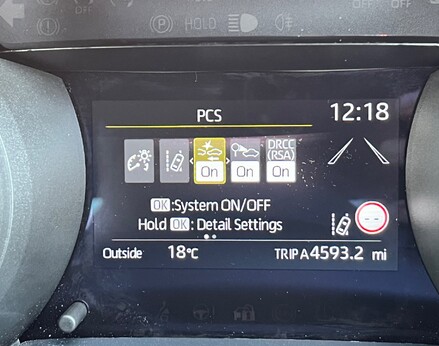 OFF OFF
HOLD
PCS
12:18
DRCC
(RSA)
On On On
OK:System ON/OFF
Hold OK: Detail Settings
Outside 18°C TRIP A 4593.2 mi